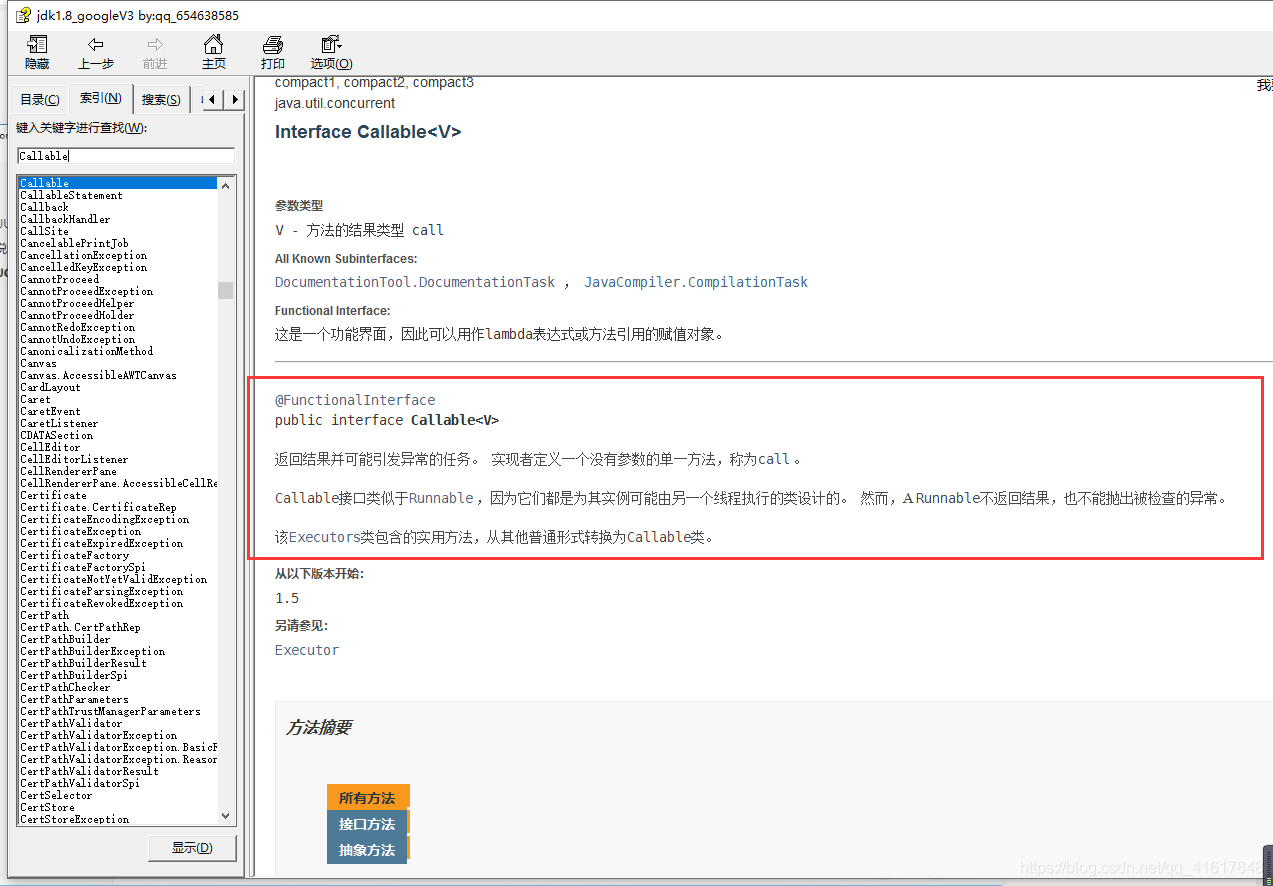 jdk1.8_googleV3 by:qq_654638585
隐藏 上一步 前进 主页 打印 选项(O)
目录(C) 索引(N) 搜索(S)
键入关键字进行查找(W):
Callable
Callable
CallableStatement
Callback
CallbackHandler
CallSite
CancelablePrintJob
CancellationException
CancelledKeyException
CannotProceed
CannotProceedException
CannotProceedHelper
CannotProceedHolder
CannotRedoException
CannotUndoException
CanonicalizationMethod
Canvas
Canvas.AccessibleAWTCanvas
CardLayout
Caret
CaretEvent
CaretListener
CDATASection
CellEditor
CellEditorListener
CellRendererPane
CellRendererPane.AccessibleCellRe
Certificate
Certificate.CertificateRep
CertificateEncodingException
CertificateException
CertificateExpiredException
CertificateFactory
CertificateFactorySpi
CertificateNotYetValidException
CertificateParsingException
CertificateRevokedException
CertPath
CertPath.CertPathRep
CertPathBuilder
CertPathBuilderException
CertPathBuilderResult
CertPathBuilderSpi
CertPathChecker
CertPathParameters
CertPathTrustManagerParameters
CertPathValidator
CertPathValidatorException
CertPathValidatorException.BasicR
CertPathValidatorException.Reason
CertPathValidatorResult
CertPathValidatorSpi
CertSelector
CertStore
CertStoreException
显示(D)
compact1, compact2, compact3
java.util.concurrent
Interface Callable<V>
参数类型
V - 方法的结果类型 call
All Known Subinterfaces:
DocumentationTool.DocumentationTask ， JavaCompiler.CompilationTask
Functional Interface:
这是一个功能界面，因此可以用作lambda表达式或方法引用的赋值对象。
@FunctionalInterface
public interface Callable<V>
返回结果并可能引发异常的任务。 实现者定义一个没有参数的单一方法，称为call 。
Callable接口类似于Runnable ，因为它们都是为其实例可能由另一个线程执行的类设计的。 然而，A Runnable不返回结果，也不能抛出被检查的异常。
该Executors类包含的实用方法，从其他普通形式转换为Callable类。
从以下版本开始:
1.5
另请参见:
Executor
方法摘要
所有方法
接口方法
抽象方法
https://blog.csdn.net/qq_41617848